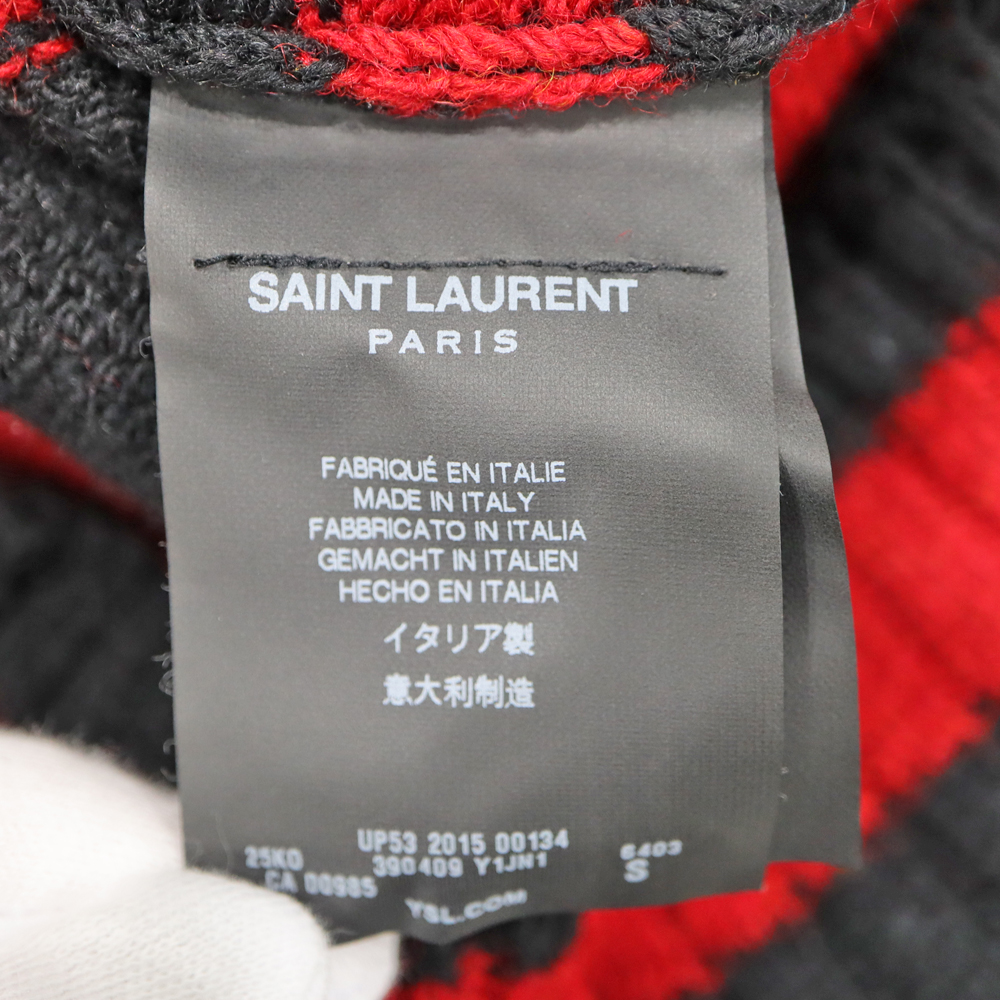 SAINT LAURENT
PARIS
FABRIQUÉ EN ITALIE
MADE IN ITALY
FABBRICATO IN ITALIA
GEMACHT IN ITALIEN
HECHO EN ITALIA
イタリア製
意大利制造
UP53 2015 00134
25KO 390409 Y1JN1 6403
CA 00985 S
YSL.COM